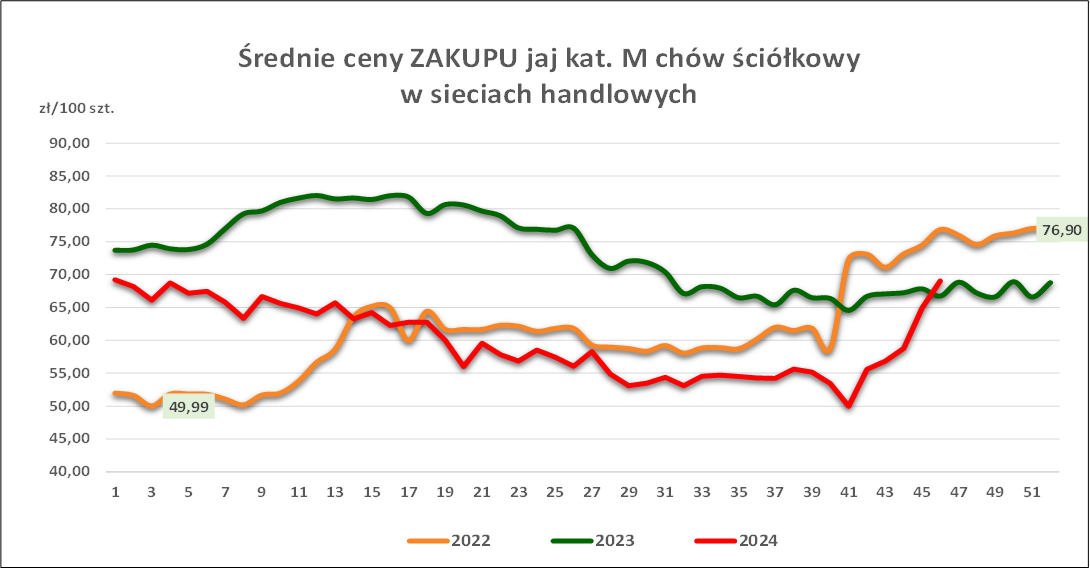 Średnie ceny ZAKUPU jaj kat. M chów ściółkowy
w sieciach handlowych
zł/100 szt.
90,00
85,00
80,00
75,00
70,00
65,00
60,00
55,00
50,00
45,00
40,00
76,90
49,99
1 3 5 7 9 11 13 15 17 19 21 23 25 27 29 31 33 35 37 39 41 43 45 47 49 51
2022 2023 2024